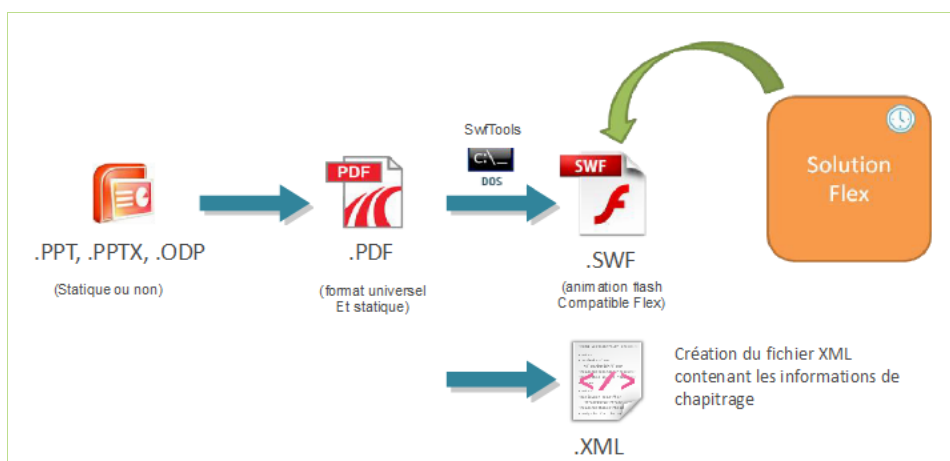 SwfTools
C:\_
DOS
SWF
PDF
Solution
Flex
.PPT, .PPTX, .ODP
(Statique ou non)
.PDF
(format universel
Et statique)
.SWF
(animation flash
Compatible Flex)
</>
Création du fichier XML
contenant les informations de
chapitrage
.XML